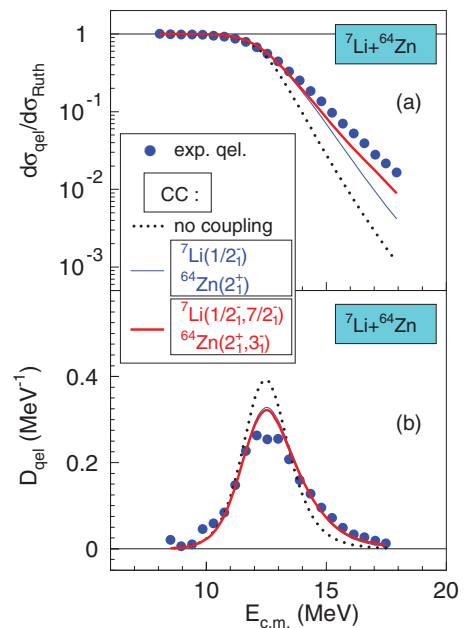 1
10⁻¹
10⁻²
10⁻³
dσqel/dσRuth
⁷Li+⁶⁴Zn
(a)
exp. qel.
CC :
no coupling
⁷Li(1/2₁⁻)
⁶⁴Zn(2₁⁺)
⁷Li(1/2₁⁻,7/2₁⁻)
⁶⁴Zn(2₁⁺,3₁⁻)
⁷Li+⁶⁴Zn
(b)
0.4
0.2
0
Dqel (MeV⁻¹)
10 15 20
Ec.m. (MeV)